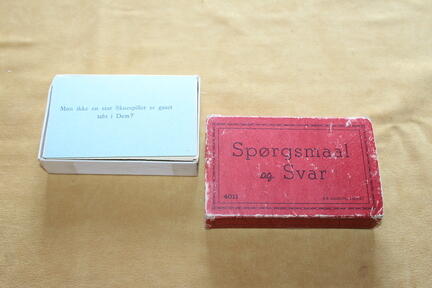 Mon ikke en stor Skuespiller er gaaet
tabt i Dem?
Spørgsmaal
og Svar
4011